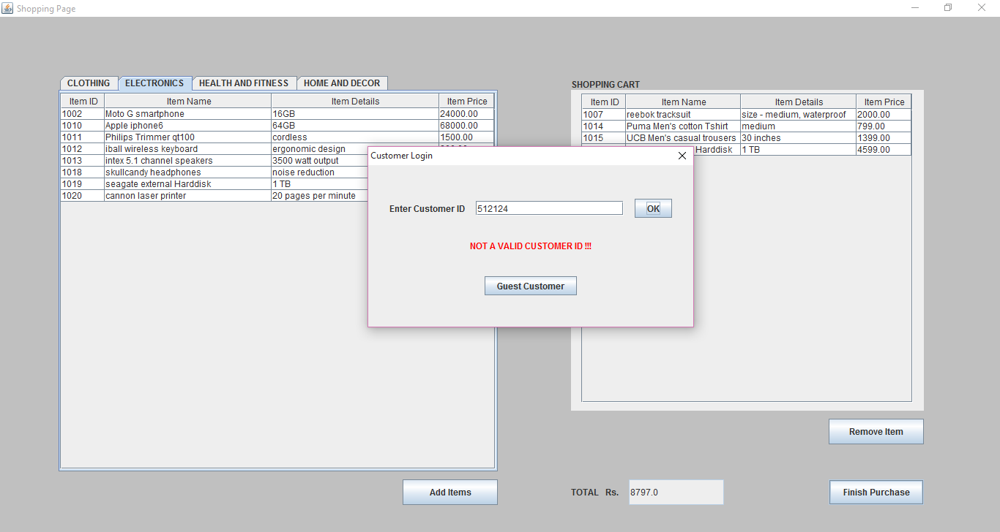 Shopping Page
CLOTHING ELECTRONICS HEALTH AND FITNESS HOME AND DECOR
Item ID Item Name Item Details Item Price
1002 Moto G smartphone 16GB 24000.00
1010 Apple iphone6 64GB 68000.00
1011 Philips Trimmer qt100 cordless 1500.00
1012 iball wireless keyboard ergonomic design
1013 intex 5.1 channel speakers 3500 watt output
1018 skullcandy headphones noise reduction
1019 seagate external Harddisk 1 TB
1020 cannon laser printer 20 pages per minute
Add Items
SHOPPING CART
Item ID Item Name Item Details Item Price
1007 reebok tracksuit size - medium, waterproof 2000.00
1014 Puma Men's cotton Tshirt medium 799.00
1015 UCB Men's casual trousers 30 inches 1399.00
Harddisk 1 TB 4599.00
Customer Login
Enter Customer ID 512124 OK
NOT A VALID CUSTOMER ID !!!
Guest Customer
Remove Item
TOTAL Rs. 8797.0
Finish Purchase